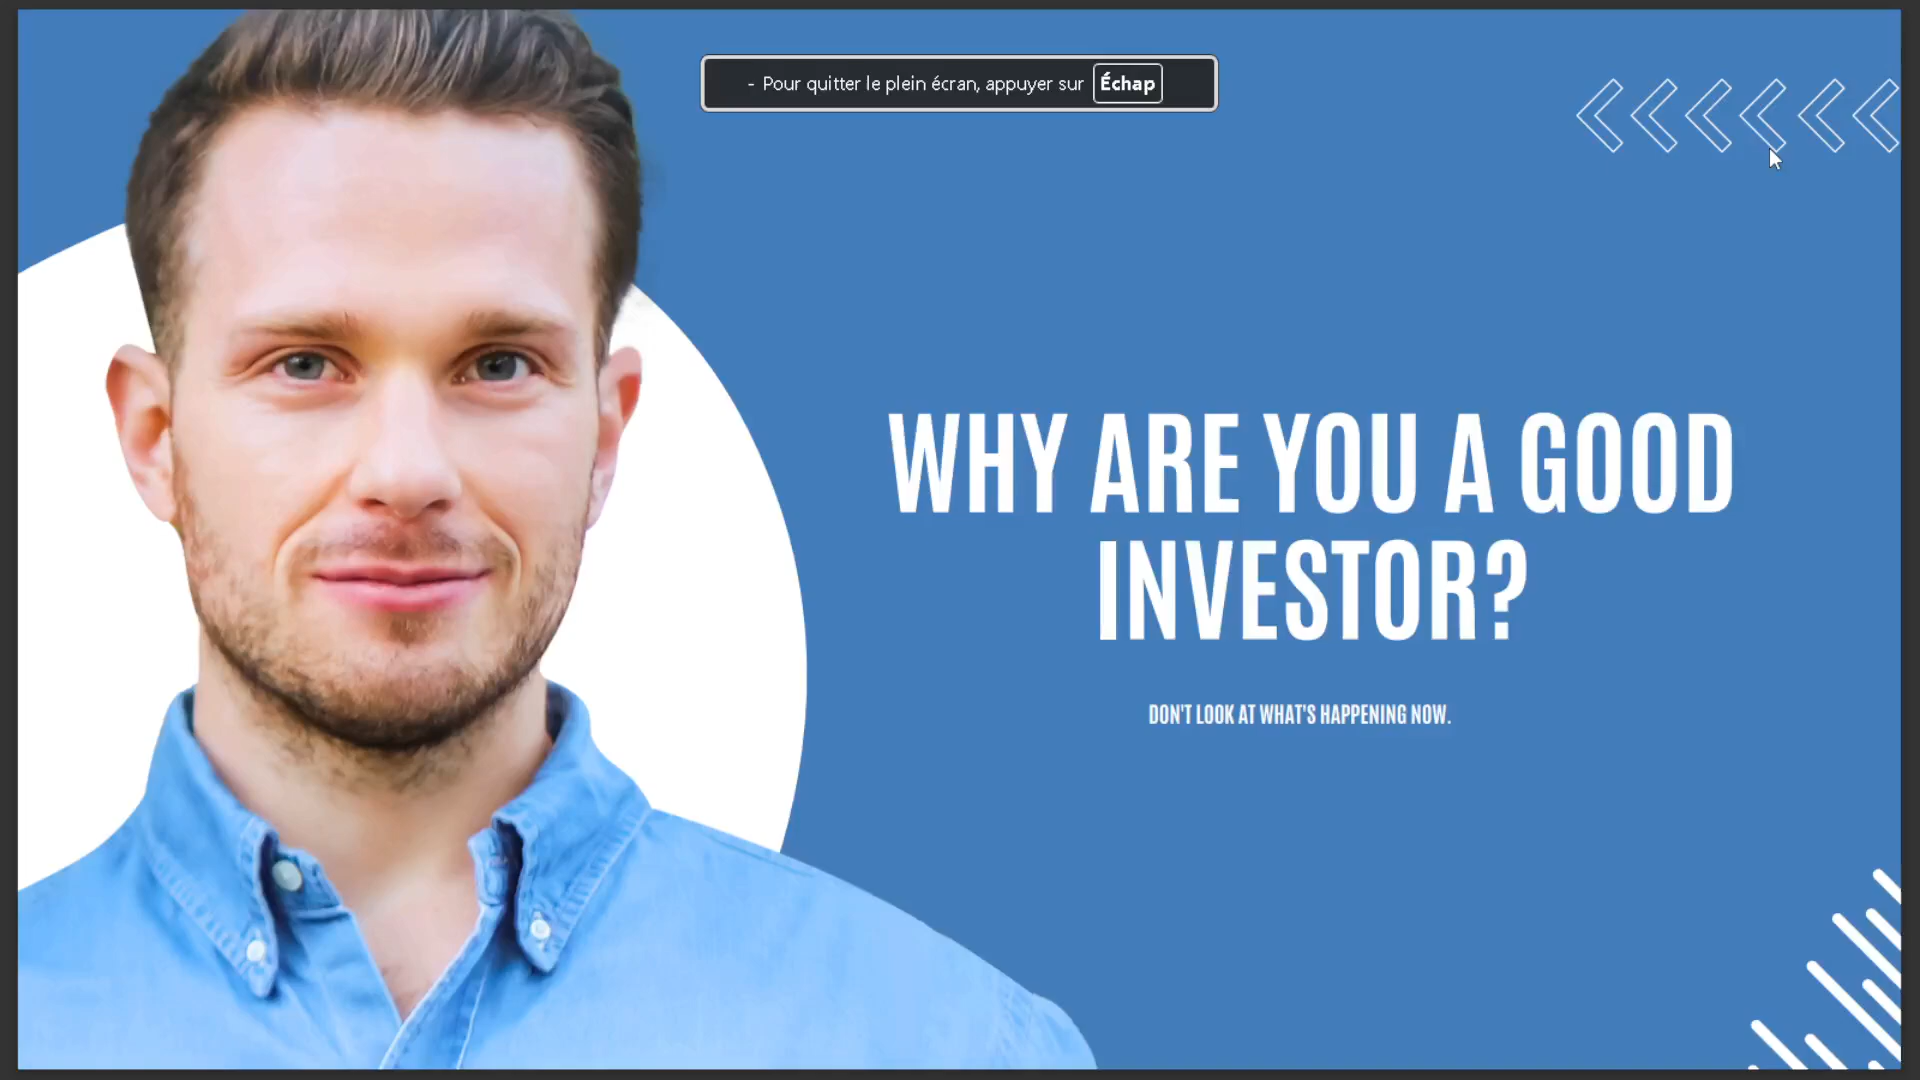 - Pour quitter le plein écran, appuyer sur Échap
WHY ARE YOU A GOOD
INVESTOR?
DON'T LOOK AT WHAT'S HAPPENING NOW.